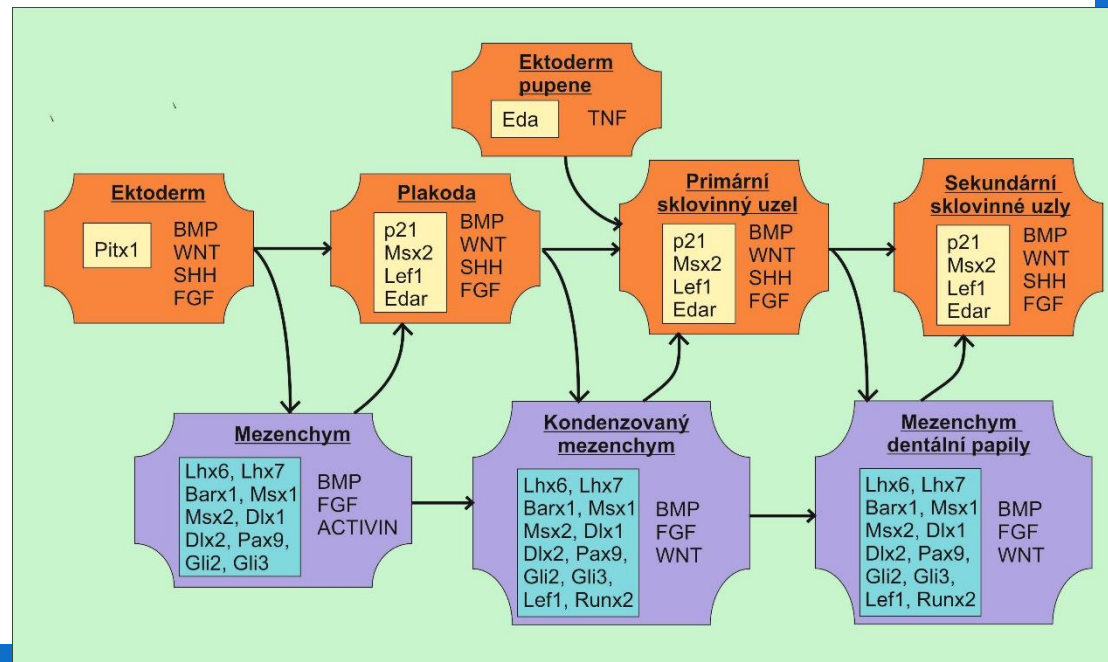 Ektoderm
pupene
Eda
TNF
Ektoderm
Pitx1
BMP
WNT
SHH
FGF
Plakoda
p21
Msx2
Lef1
Edar
BMP
WNT
SHH
FGF
Primární
sklovinný uzel
p21
Msx2
Lef1
Edar
BMP
WNT
SHH
FGF
Sekundární
sklovinné uzly
p21
Msx2
Lef1
Edar
BMP
WNT
SHH
FGF
Mezenchym
Lhx6, Lhx7
Barx1, Msx1
Msx2, Dlx1
Dlx2, Pax9,
Gli2, Gli3
BMP
FGF
ACTIVIN
Kondenzovaný
mezenchym
Lhx6, Lhx7
Barx1, Msx1
Msx2, Dlx1
Dlx2, Pax9,
Gli2, Gli3,
Lef1, Runx2
BMP
FGF
WNT
Mezenchym
dentální papily
Lhx6, Lhx7
Barx1, Msx1
Msx2, Dlx1
Dlx2, Pax9,
Gli2, Gli3,
Lef1, Runx2
BMP
FGF
WNT